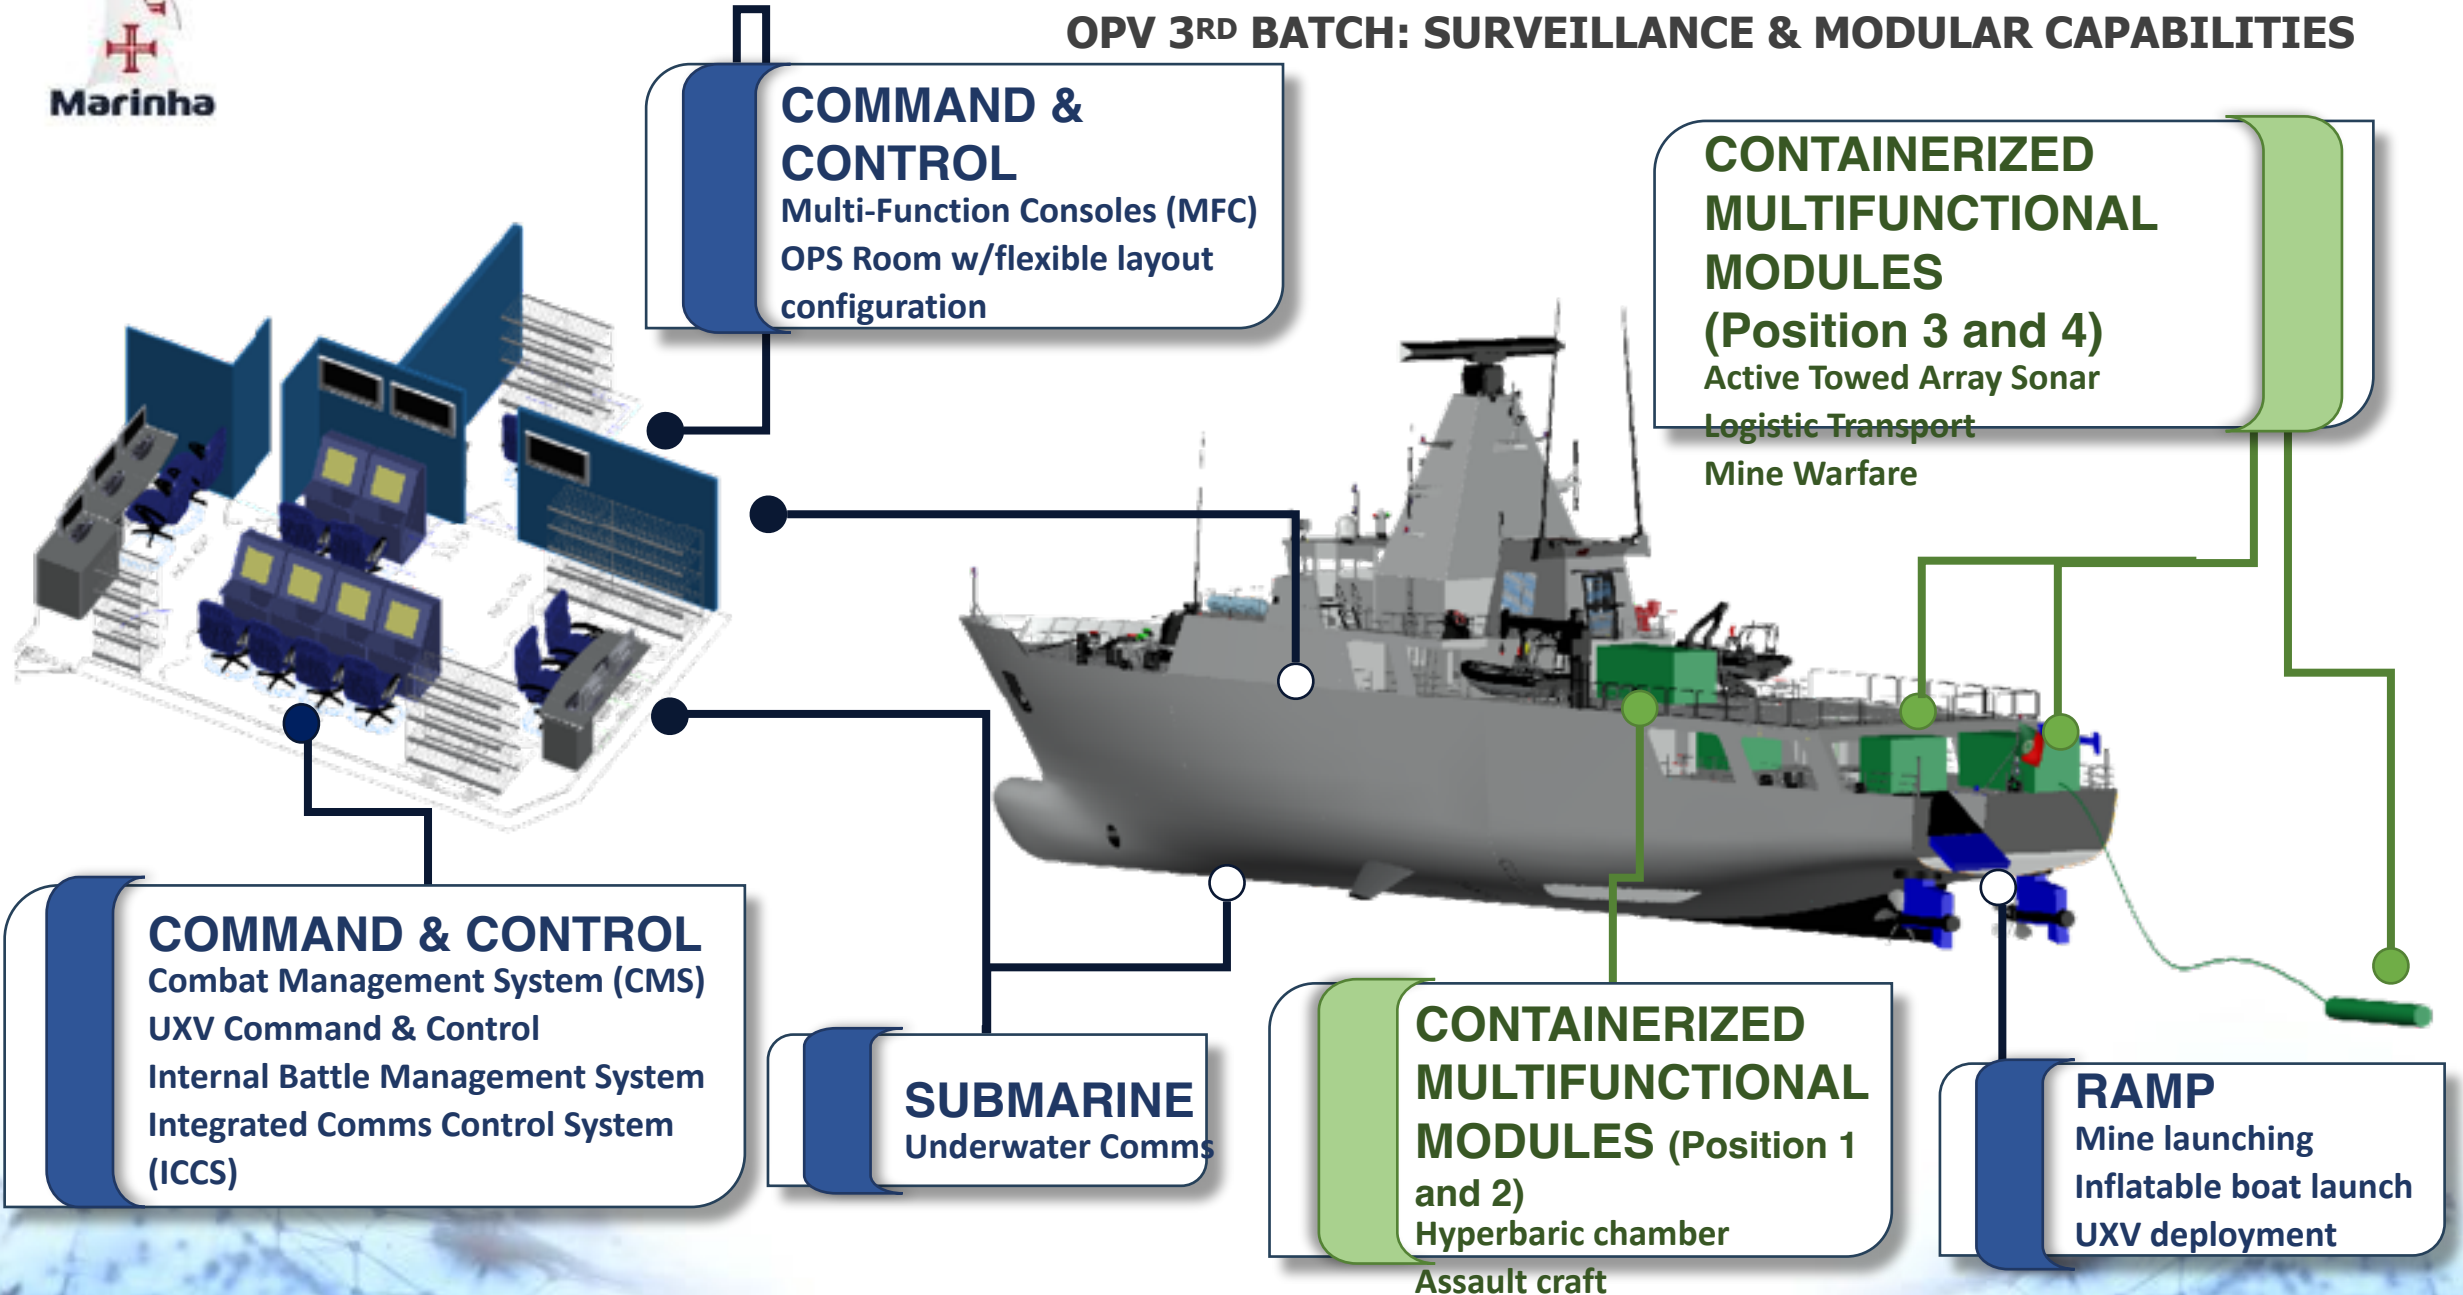 Marinha
OPV 3RD BATCH: SURVEILLANCE & MODULAR CAPABILITIES
COMMAND &
CONTROL
Multi-Function Consoles (MFC)
OPS Room w/flexible layout
configuration
CONTAINERIZED
MULTIFUNCTIONAL
MODULES
(Position 3 and 4)
Active Towed Array Sonar
Logistic Transport
Mine Warfare
COMMAND & CONTROL
Combat Management System (CMS)
UXV Command & Control
Internal Battle Management System
Integrated Comms Control System
(ICCS)
SUBMARINE
Underwater Comms
CONTAINERIZED
MULTIFUNCTIONAL
MODULES (Position 1
and 2)
Hyperbaric chamber
Assault craft
RAMP
Mine launching
Inflatable boat launch
UXV deployment